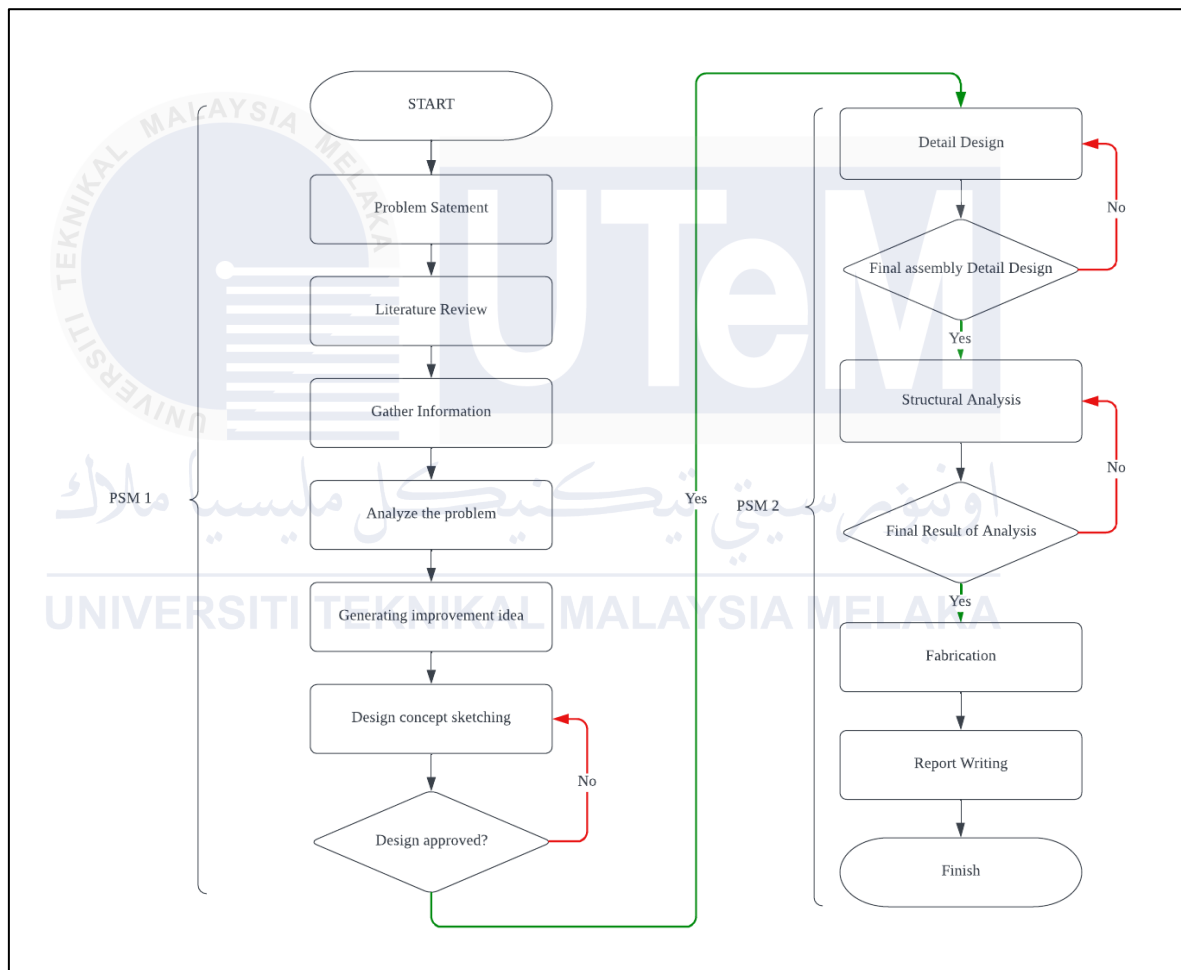 START
Problem Satement
Literature Review
Gather Information
Analyze the problem
Generating improvement idea
Design concept sketching
No
Design approved?
PSM 1
Yes
Detail Design
No
Final assembly Detail Design
Yes
Structural Analysis
No
Final Result of Analysis
Yes
Fabrication
Report Writing
Finish
PSM 2
UNIVERSITI TEKNIKAL MALAYSIA MELAKA
UTeM
اونيۏرسيتي تيكنيكل مليسيا ملاك
UNIVERSITI TEKNIKAL MALAYSIA MELAKA